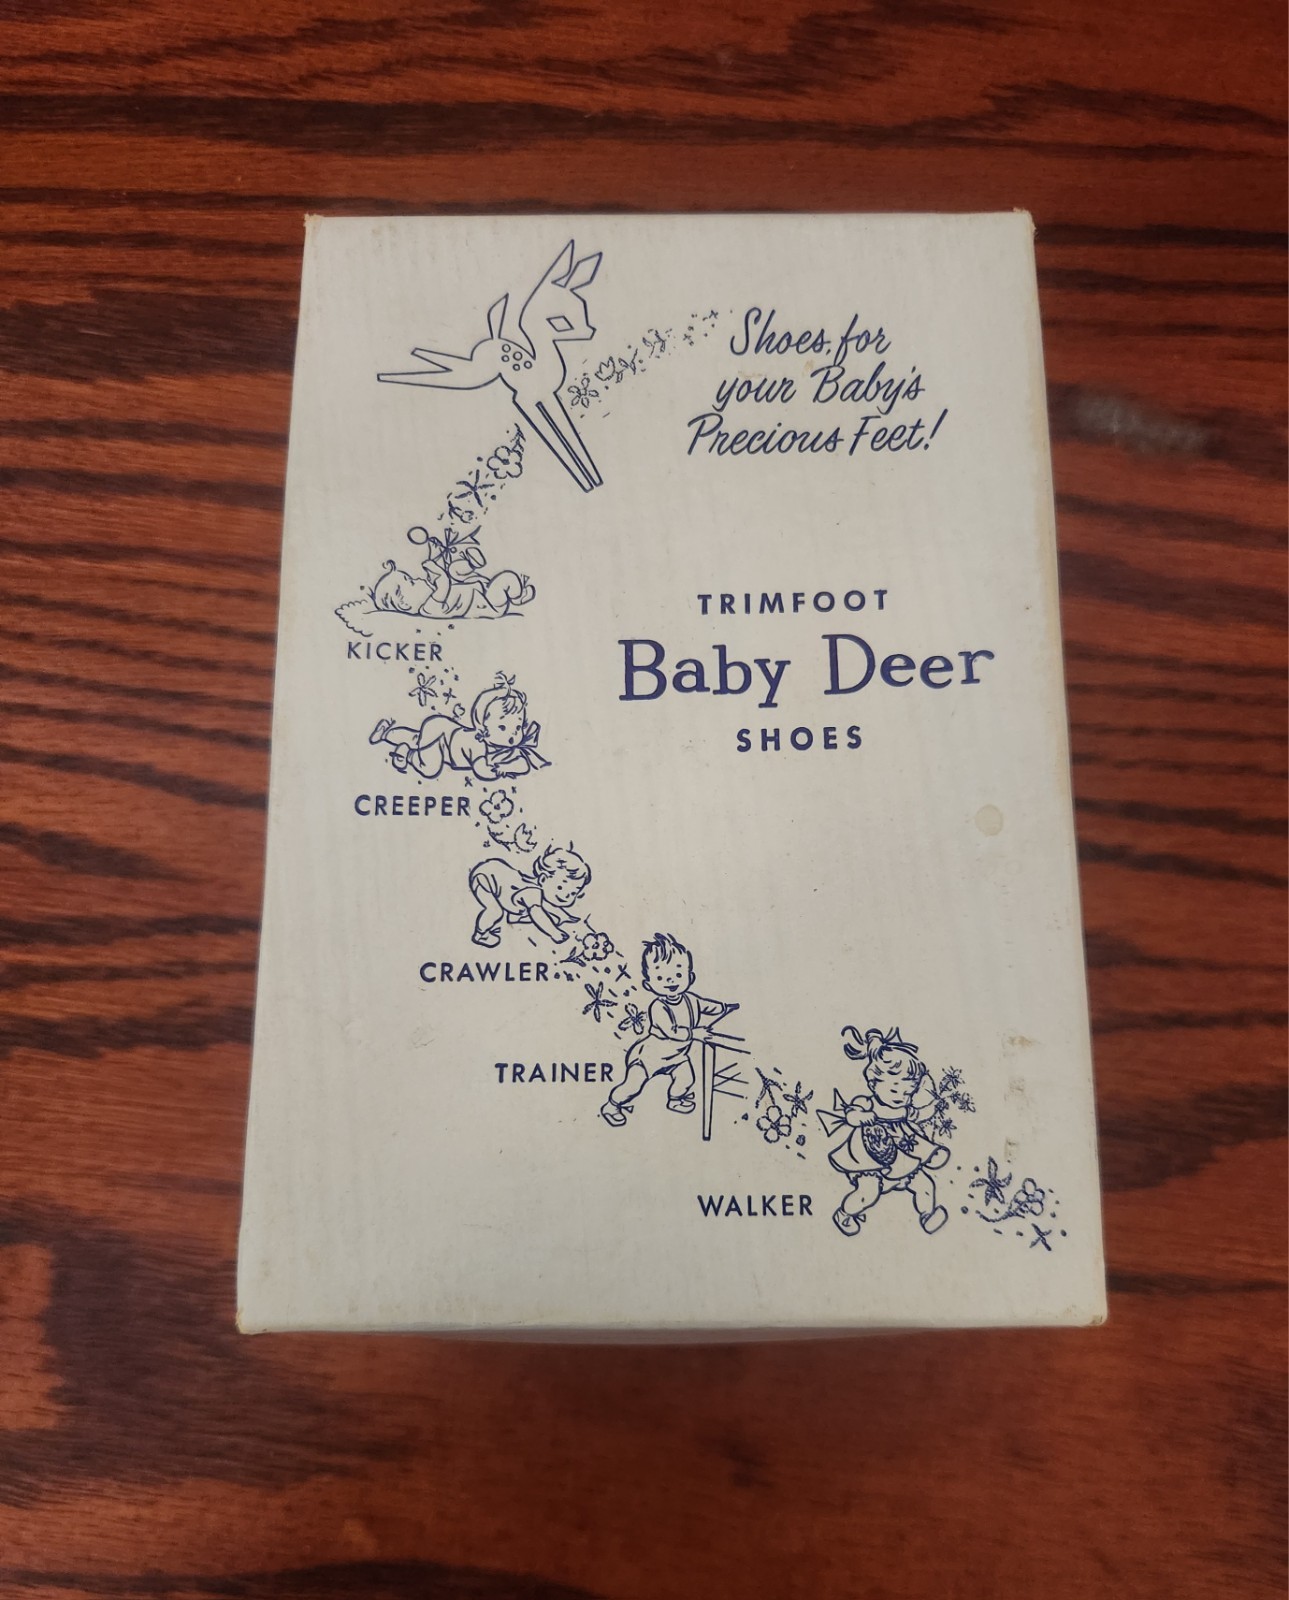 Shoes for
your Baby's
Precious Feet!
TRIMFOOT
Baby Deer
SHOES
KICKER
CREEPER
CRAWLER
TRAINER
WALKER